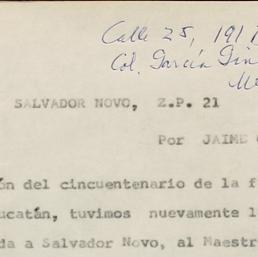 Calle 25, 191
Col. García Gin
SALVADOR NOVO, Z.P. 21
Por JAIME
ón del cincuentenario de la f
ucatán, tuvimos nuevamente l
da a Salvador Novo, al Maestr